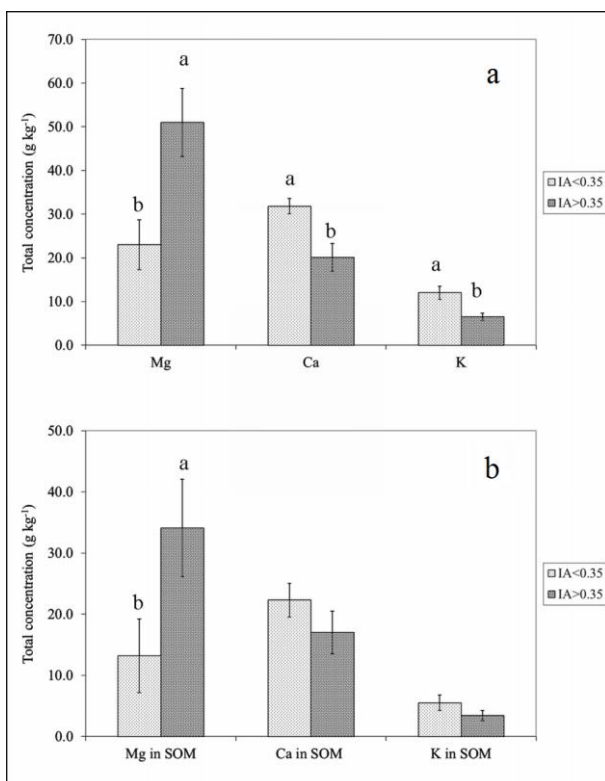 a
Total concentration (g kg-1)
70.0
60.0
50.0
40.0
30.0
20.0
10.0
0.0
b a
a b
a b
Mg Ca K
IA<0.35
IA>0.35
b
Total concentration (g kg-1)
50.0
40.0
30.0
20.0
10.0
0.0
b a
Mg in SOM Ca in SOM K in SOM
IA<0.35
IA>0.35